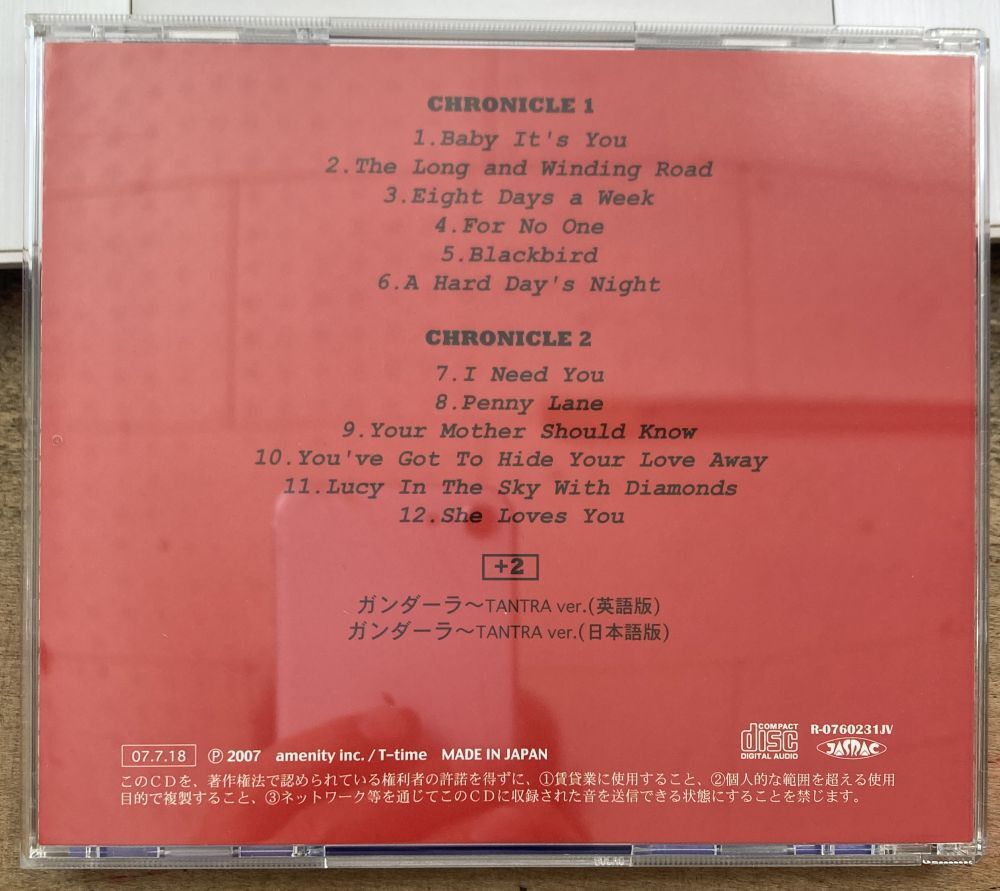 CHRONICLE 1
1.Baby It's You
2.The Long and Winding Road
3.Eight Days a Week
4.For No One
5.Blackbird
6.A Hard Day's Night
CHRONICLE 2
7.I Need You
8.Penny Lane
9.Your Mother Should Know
10.You've Got To Hide Your Love Away
11.Lucy In The Sky With Diamonds
12.She Loves You
+2
ガンダーラ〜TANTRA ver.(英語版)
ガンダーラ〜TANTRA ver.(日本語版)
07.7.18 ℗ 2007 amenity inc. / T-time MADE IN JAPAN
COMPACT disc DIGITAL AUDIO
R-0760231JV
JASRAC
このCDを、著作権法で認められている権利者の許諾を得ずに、①賃貸業に使用すること、②個人的な範囲を超える使用
目的で複製すること、③ネットワーク等を通じてこのCDに収録された音を送信できる状態にすることを禁じます。